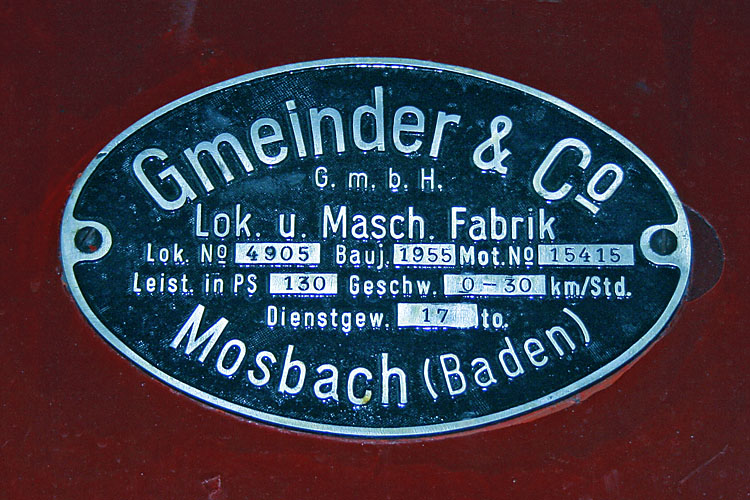 Gmeinder & Co
G. m. b. H.
Lok. u. Masch. Fabrik
Lok. No 4905 Bauj. 1955 Mot. No 15415
Leist. in PS 130 Geschw. 0-30 km/Std.
Dienstgew. 17 to.
Mosbach (Baden)